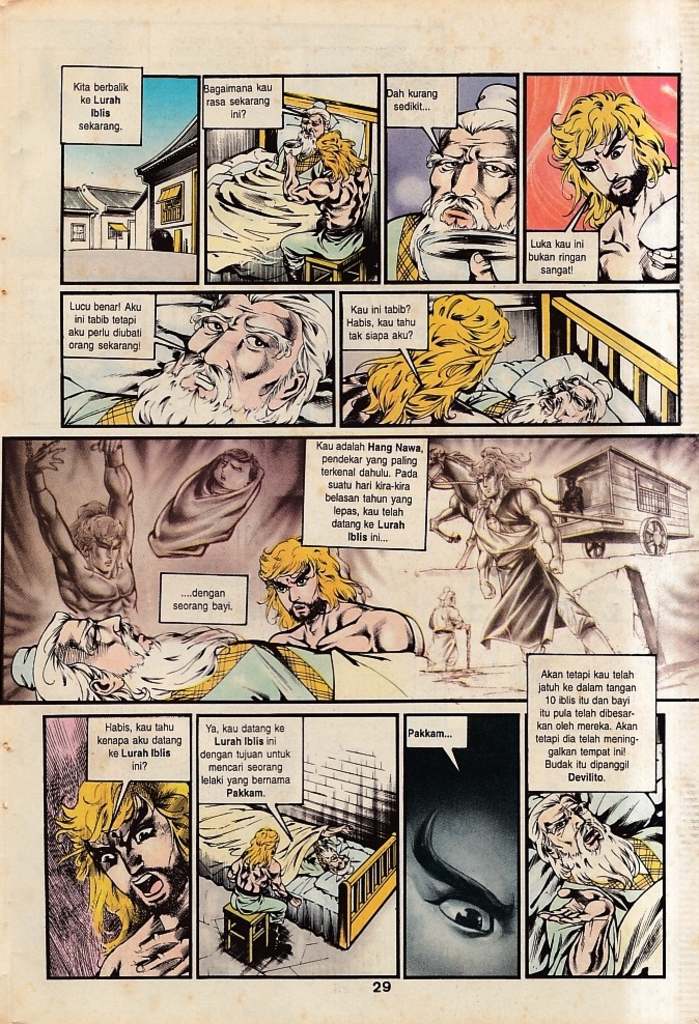 Kita berbalik
ke Lurah
Iblis
sekarang.
Bagaimana kau
rasa sekarang
ini?
Dah kurang
sedikit...
Luka kau ini
bukan ringan
sangat!
Lucu benar! Aku
ini tabib tetapi
aku perlu diubati
orang sekarang!
Kau ini tabib?
Habis, kau tahu
tak siapa aku?
Kau adalah Hang Nawa,
pendekar yang paling
terkenal dahulu. Pada
suatu hari kira-kira
belasan tahun yang
lepas, kau telah
datang ke Lurah
Iblis ini...
....dengan
seorang bayi.
Habis, kau tahu
kenapa aku datang
ke Lurah Iblis
ini?
Ya, kau datang ke
Lurah Iblis ini
dengan tujuan untuk
mencari seorang
lelaki yang bernama
Pakkam.
Pakkam...
Akan tetapi kau telah
jatuh ke dalam tangan
10 iblis itu dan bayi
itu pula telah dibesar-
kan oleh mereka. Akan
tetapi dia telah mening-
galkan tempat ini!
Budak itu dipanggil
Devilito.
29